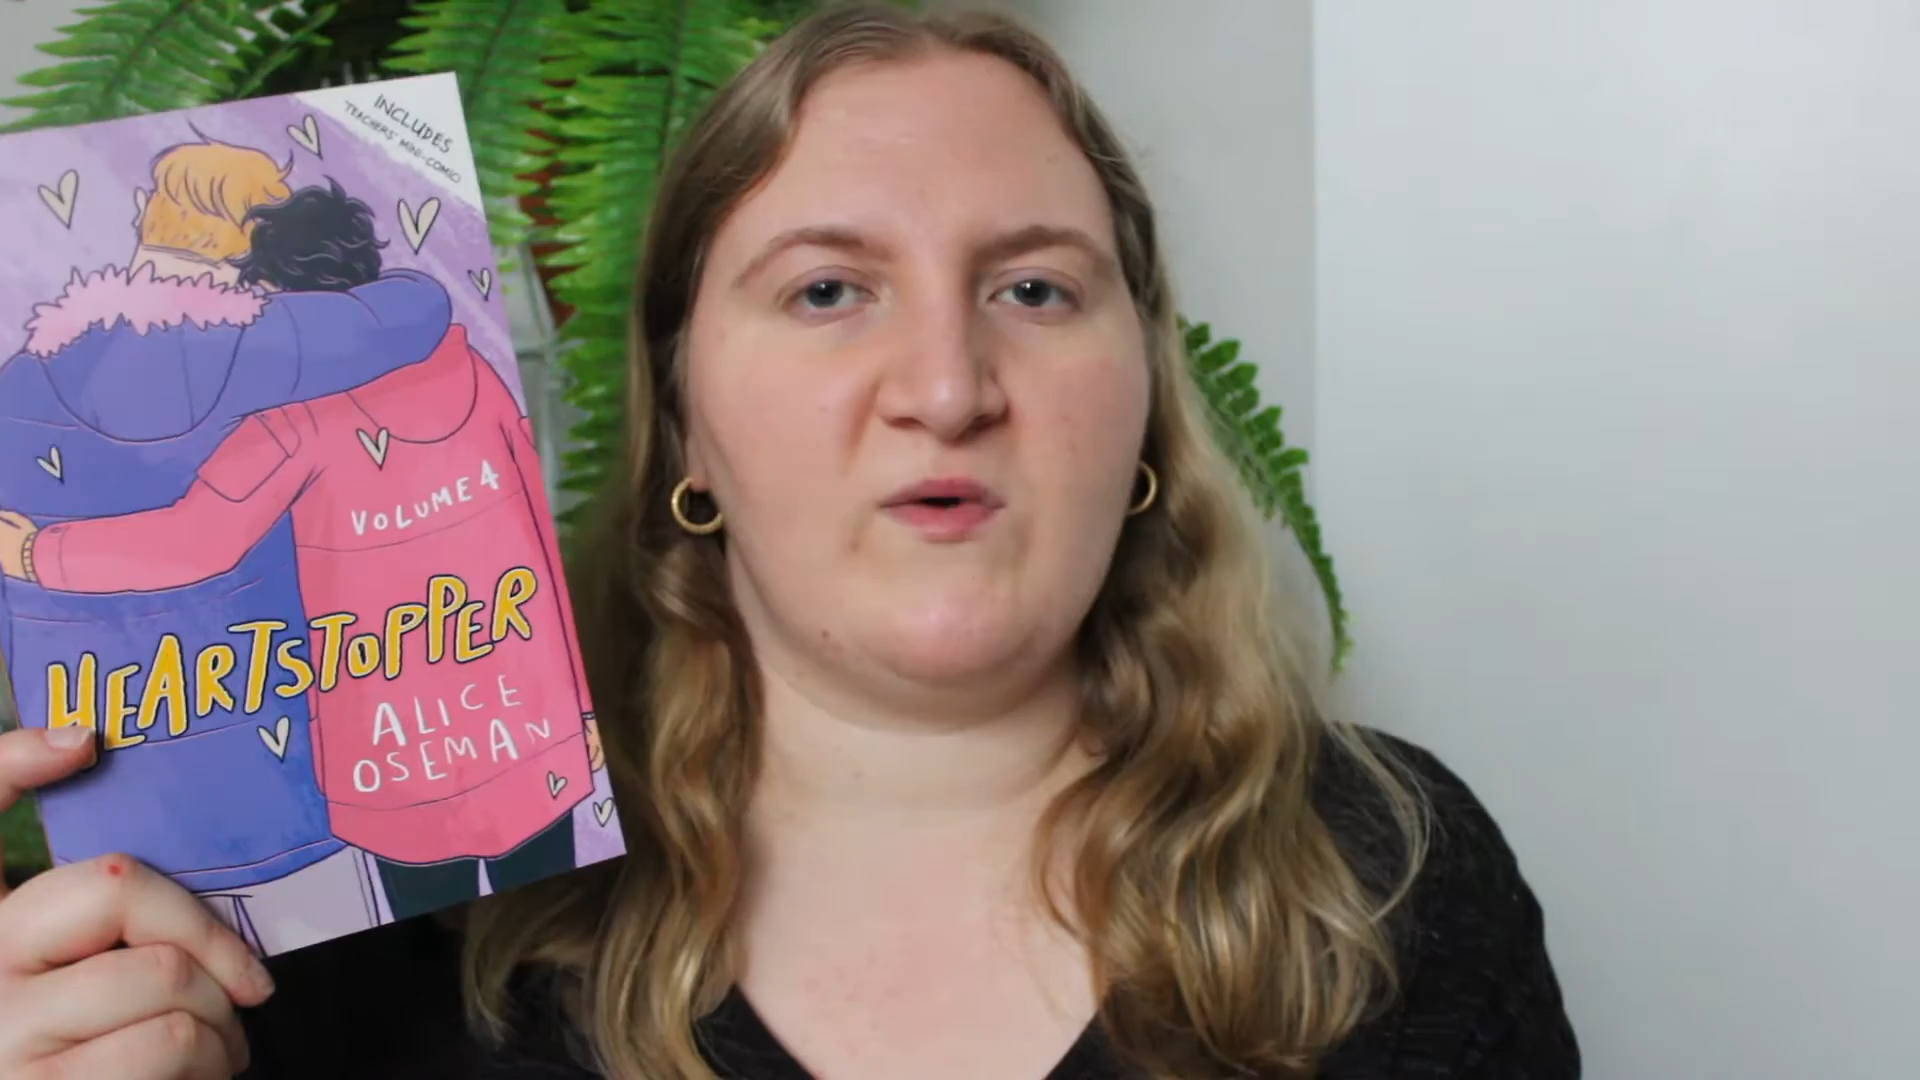 INCLUDES
TEACHERS' MINI-COMIC
VOLUME 4
HEARTSTOPPER
ALICE
OSEMAN